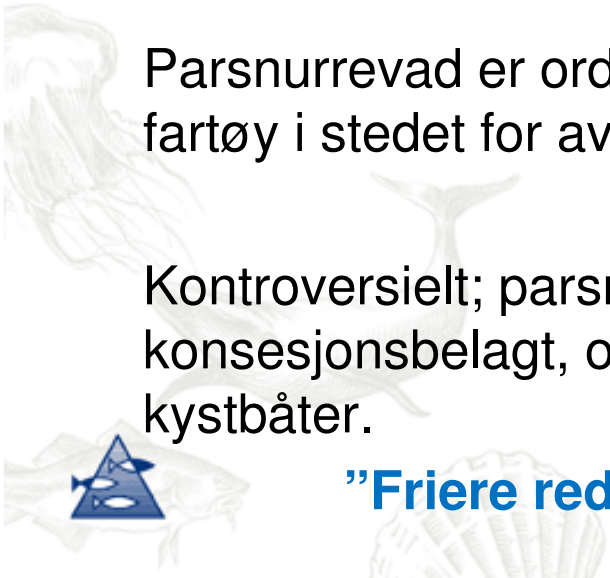 Parsnurrevad er ord
fartøy i stedet for av
Kontroversielt; pars
konsesjonsbelagt, o
kystbåter.
”Friere red